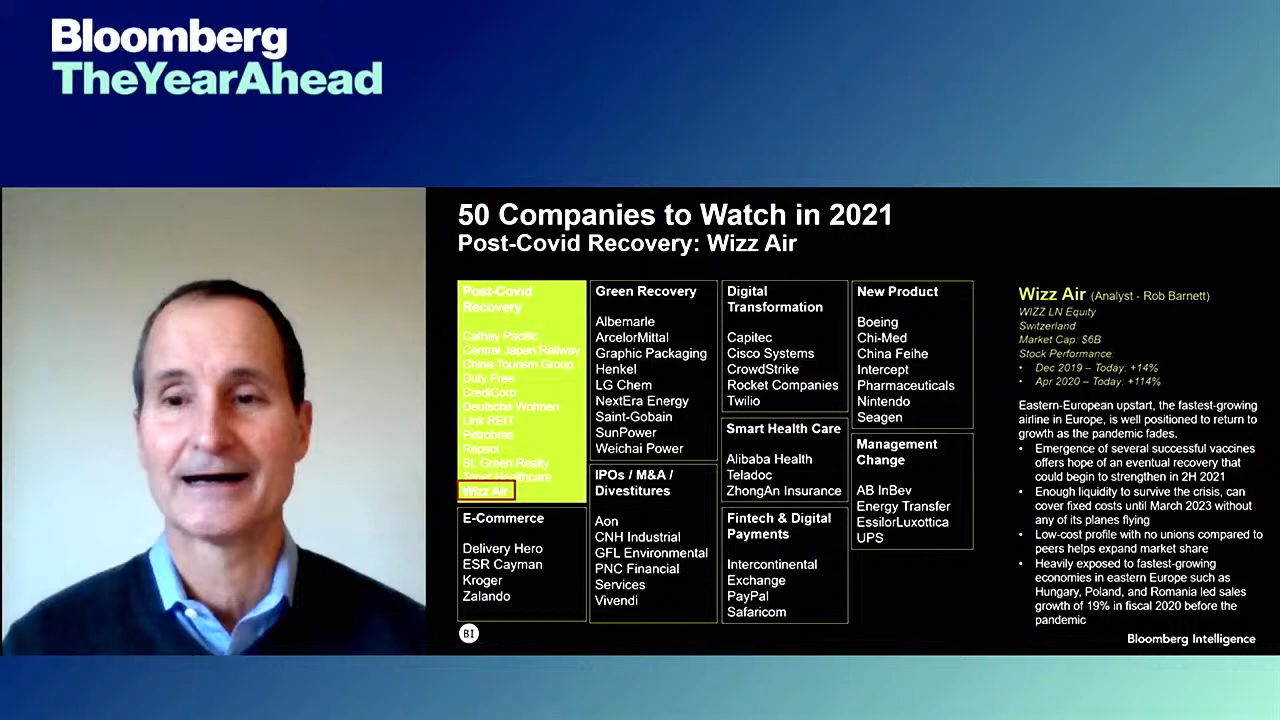 Bloomberg
TheYearAhead
50 Companies to Watch in 2021
Post-Covid Recovery: Wizz Air
Post-Covid
Recovery
Cathay Pacific
Central Japan Railway
China Tourism Group
Duty Free
CrediCorp
Deutsche Wohnen
Link REIT
Petrobras
Repsol
SL Green Realty
Tenet Healthcare
Wizz Air
E-Commerce
Delivery Hero
ESR Cayman
Kroger
Zalando
Green Recovery
Albemarle
ArcelorMittal
Graphic Packaging
Henkel
LG Chem
NextEra Energy
Saint-Gobain
SunPower
Weichai Power
IPOs / M&A /
Divestitures
Aon
CNH Industrial
GFL Environmental
PNC Financial
Services
Vivendi
Digital
Transformation
Capitec
Cisco Systems
CrowdStrike
Rocket Companies
Twilio
Smart Health Care
Alibaba Health
Teladoc
ZhongAn Insurance
Fintech & Digital
Payments
Intercontinental
Exchange
PayPal
Safaricom
New Product
Boeing
Chi-Med
China Feihe
Intercept
Pharmaceuticals
Nintendo
Seagen
Management
Change
AB InBev
Energy Transfer
EssilorLuxottica
UPS
Wizz Air (Analyst - Rob Barnett)
WIZZ LN Equity
Switzerland
Market Cap: $6B
Stock Performance:
• Dec 2019 – Today: +14%
• Apr 2020 – Today: +114%
Eastern-European upstart, the fastest-growing
airline in Europe, is well positioned to return to
growth as the pandemic fades.
• Emergence of several successful vaccines
offers hope of an eventual recovery that
could begin to strengthen in 2H 2021
• Enough liquidity to survive the crisis, can
cover fixed costs until March 2023 without
any of its planes flying
• Low-cost profile with no unions compared to
peers helps expand market share
• Heavily exposed to fastest-growing
economies in eastern Europe such as
Hungary, Poland, and Romania led sales
growth of 19% in fiscal 2020 before the
pandemic
BI
Bloomberg Intelligence